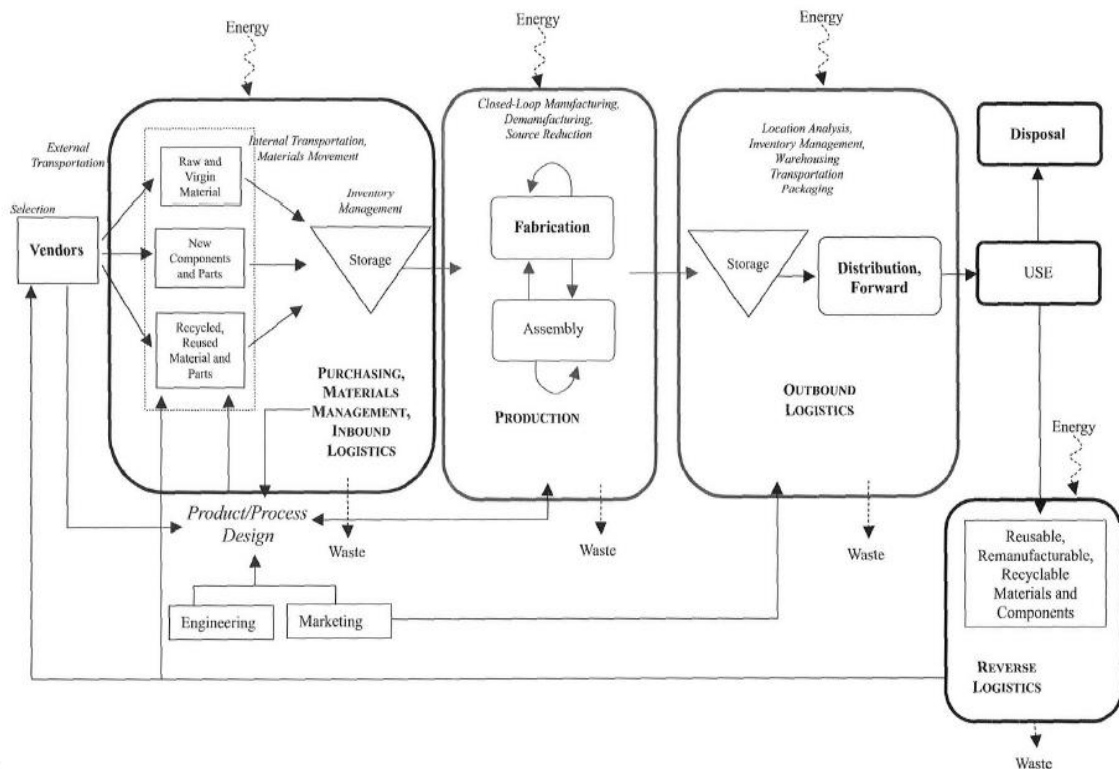 Energy
Energy
Energy
External
Transportation
Selection
Vendors
Raw and
Virgin
Material
New
Components
and Parts
Recycled,
Reused
Material and
Parts
Internal Transportation,
Materials Movement
Inventory
Management
Storage
PURCHASING,
MATERIALS
MANAGEMENT,
INBOUND
LOGISTICS
Closed-Loop Manufacturing,
Demanufacturing,
Source Reduction
Fabrication
Assembly
PRODUCTION
Location Analysis,
Inventory Management,
Warehousing
Transportation
Packaging
Storage
Distribution,
Forward
OUTBOUND
LOGISTICS
Disposal
USE
Energy
Reusable,
Remanufacturable,
Recyclable
Materials and
Components
REVERSE
LOGISTICS
Waste
Product/Process
Design
Waste
Waste
Waste
Engineering
Marketing